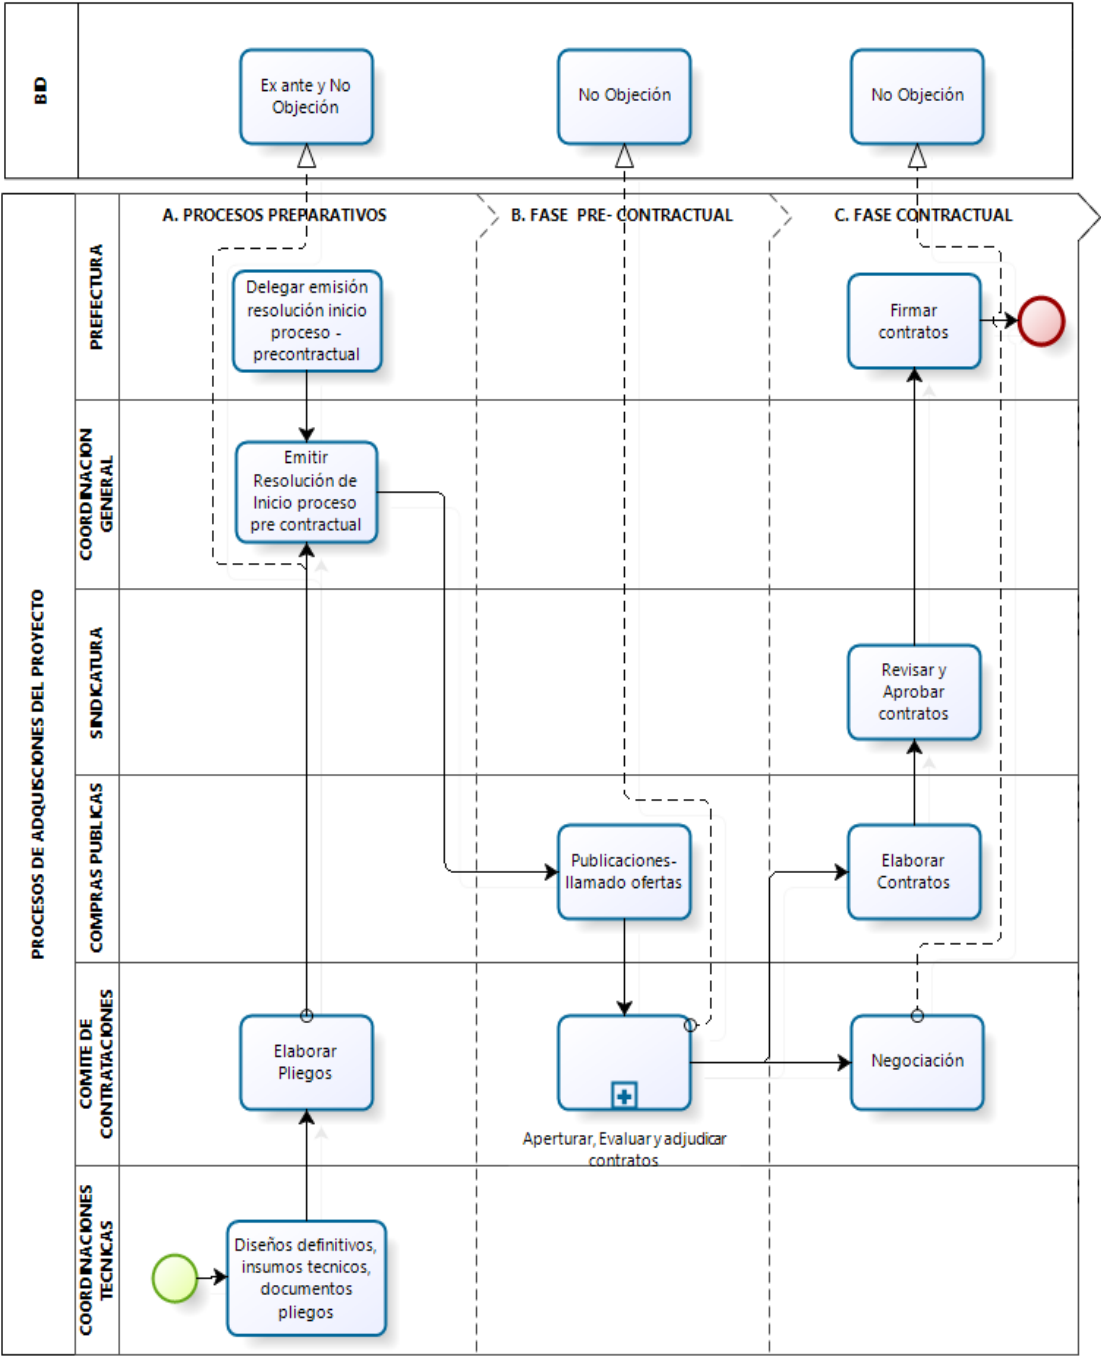 BID
Ex ante y No
Objeción
No Objeción
No Objeción
PROCESOS DE ADQUISCIONES DEL PROYECTO
A. PROCESOS PREPARATIVOS
B. FASE PRE- CONTRACTUAL
C. FASE CONTRACTUAL
PREFECTURA
Delegar emisión
resolución inicio
proceso -
precontractual
Firmar
contratos
COORDINACION
GENERAL
Emitir
Resolución de
Inicio proceso
pre contractual
SINDICATURA
Revisar y
Aprobar
contratos
COMPRAS PUBLICAS
Publicaciones-
llamado ofertas
Elaborar
Contratos
COMITE DE
CONTRATACIONES
Elaborar
Pliegos
Aperturar, Evaluar y adjudicar
contratos
Negociación
COORDINACIONES
TECNICAS
Diseños definitivos,
insumos tecnicos,
documentos
pliegos